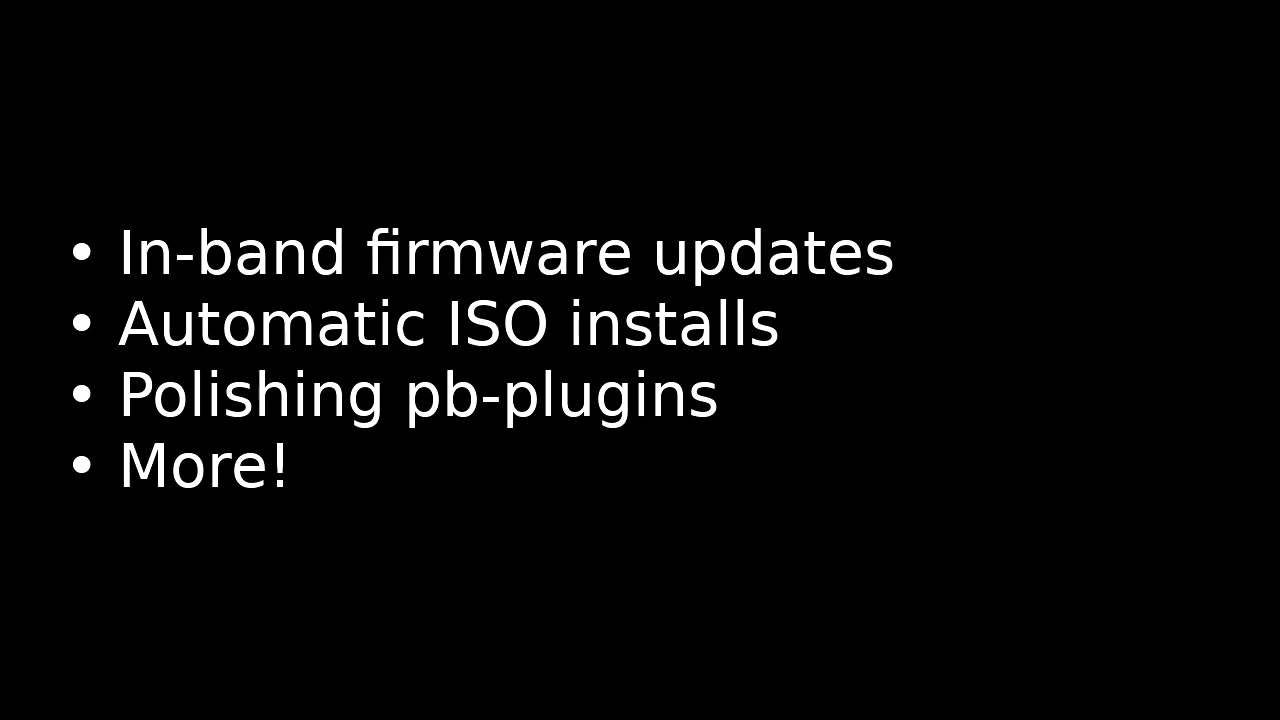 • In-band firmware updates
• Automatic ISO installs
• Polishing pb-plugins
• More!